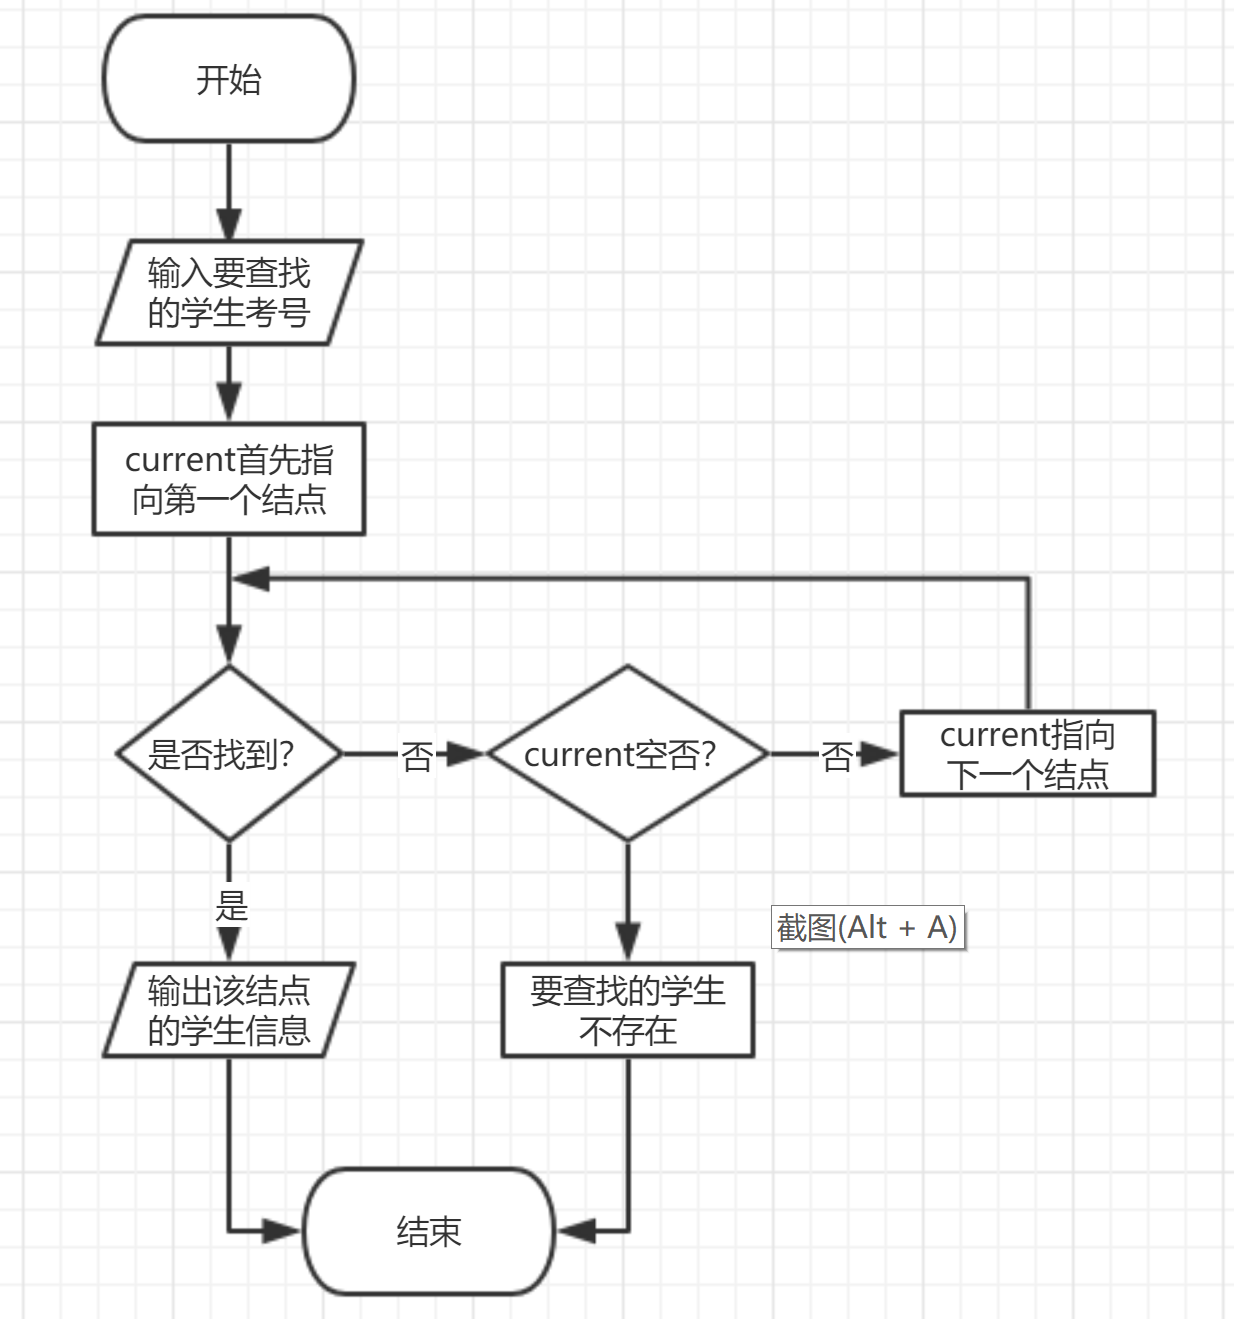 开始
输入要查找
的学生考号
current首先指
向第一个结点
是否找到?
否
current空否?
否
current指向
下一个结点
是
截图(Alt + A)
输出该结点
的学生信息
要查找的学生
不存在
结束